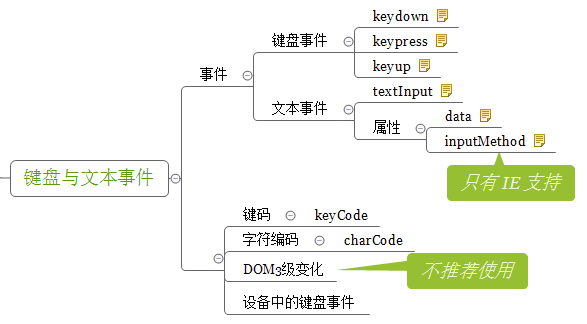 键盘与文本事件
事件
键盘事件
keydown
keypress
keyup
文本事件
textInput
属性
data
inputMethod
只有 IE 支持
键码
keyCode
字符编码
charCode
DOM3级变化
不推荐使用
设备中的键盘事件